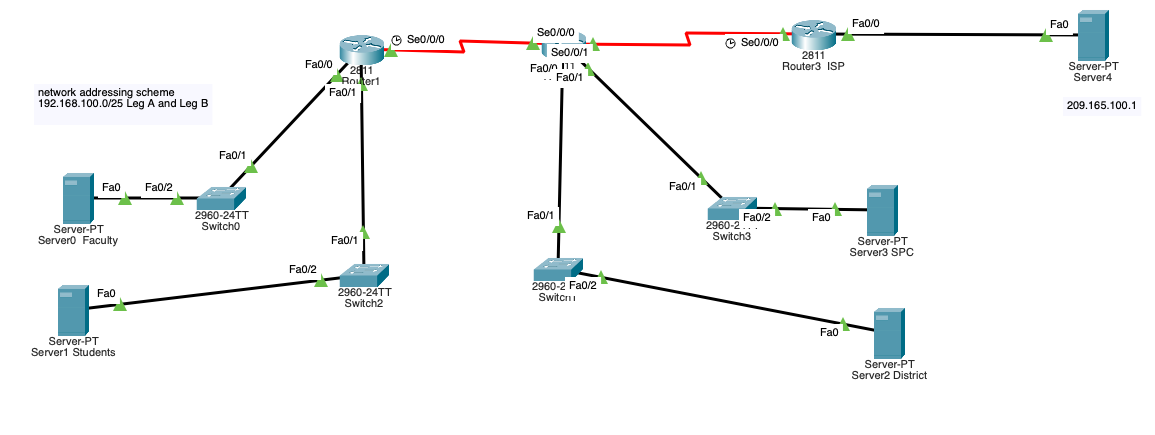 Se0/0/0
Se0/0/0
Fa0/0
Fa0
Se0/0/1
Se0/0/0
2811
Router3 ISP
Server-PT
Server4
Fa0/0
2811
Router1
Fa0/1
Fa0/0
Fa0/1
network addressing scheme
192.168.100.0/25 Leg A and Leg B
209.165.100.1
Fa0/1
Fa0
Fa0/2
2960-24TT
Switch0
Server-PT
Server0 Faculty
Fa0/1
Fa0/2
Fa0
Switch3
Server-PT
Server3 SPC
Fa0/1
Fa0/1
Fa0/2
2960-24TT
Switch2
Fa0
Server-PT
Server1 Students
Fa0/2
Fa0
Server-PT
Server2 District